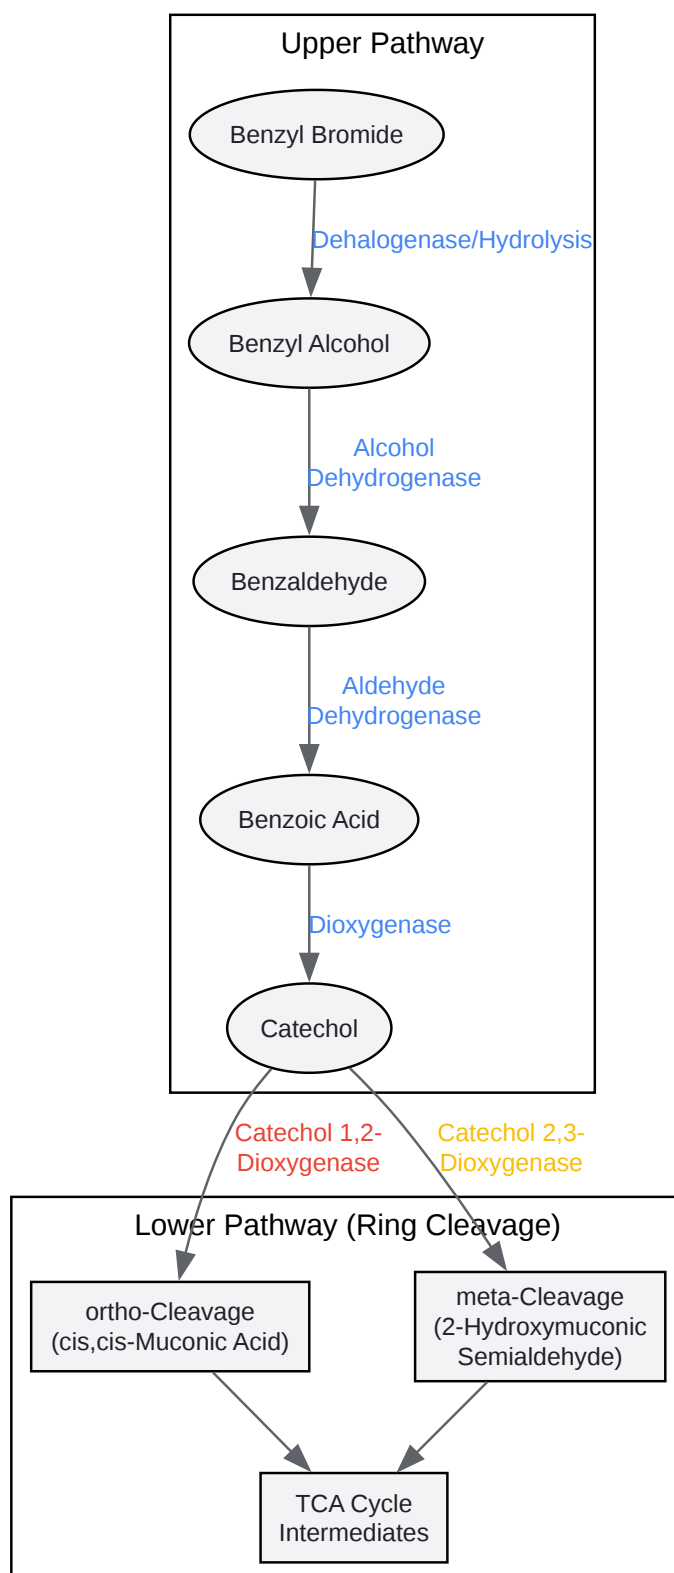 Upper Pathway
Benzyl Bromide
Dehalogenase/Hydrolysis
Benzyl Alcohol
Alcohol
Dehydrogenase
Benzaldehyde
Aldehyde
Dehydrogenase
Benzoic Acid
Dioxygenase
Catechol
Catechol 1,2-
Dioxygenase
Catechol 2,3-
Dioxygenase
Lower Pathway (Ring Cleavage)
ortho-Cleavage
(cis,cis-Muconic Acid)
meta-Cleavage
(2-Hydroxymuconic
Semialdehyde)
TCA Cycle
Intermediates